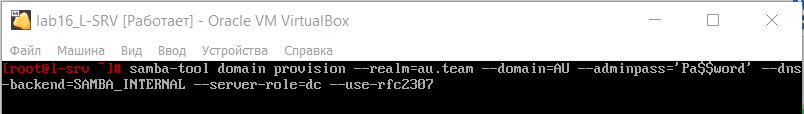 lab16_L-SRV [Работает] - Oracle VM VirtualBox
Файл Машина Вид Ввод Устройства Справка
[root@l-srv ~]# samba-tool domain provision --realm=au.team --domain=AU --adminpass='Pa$$word' --dns
-backend=SAMBA_INTERNAL --server-role=dc --use-rfc2307